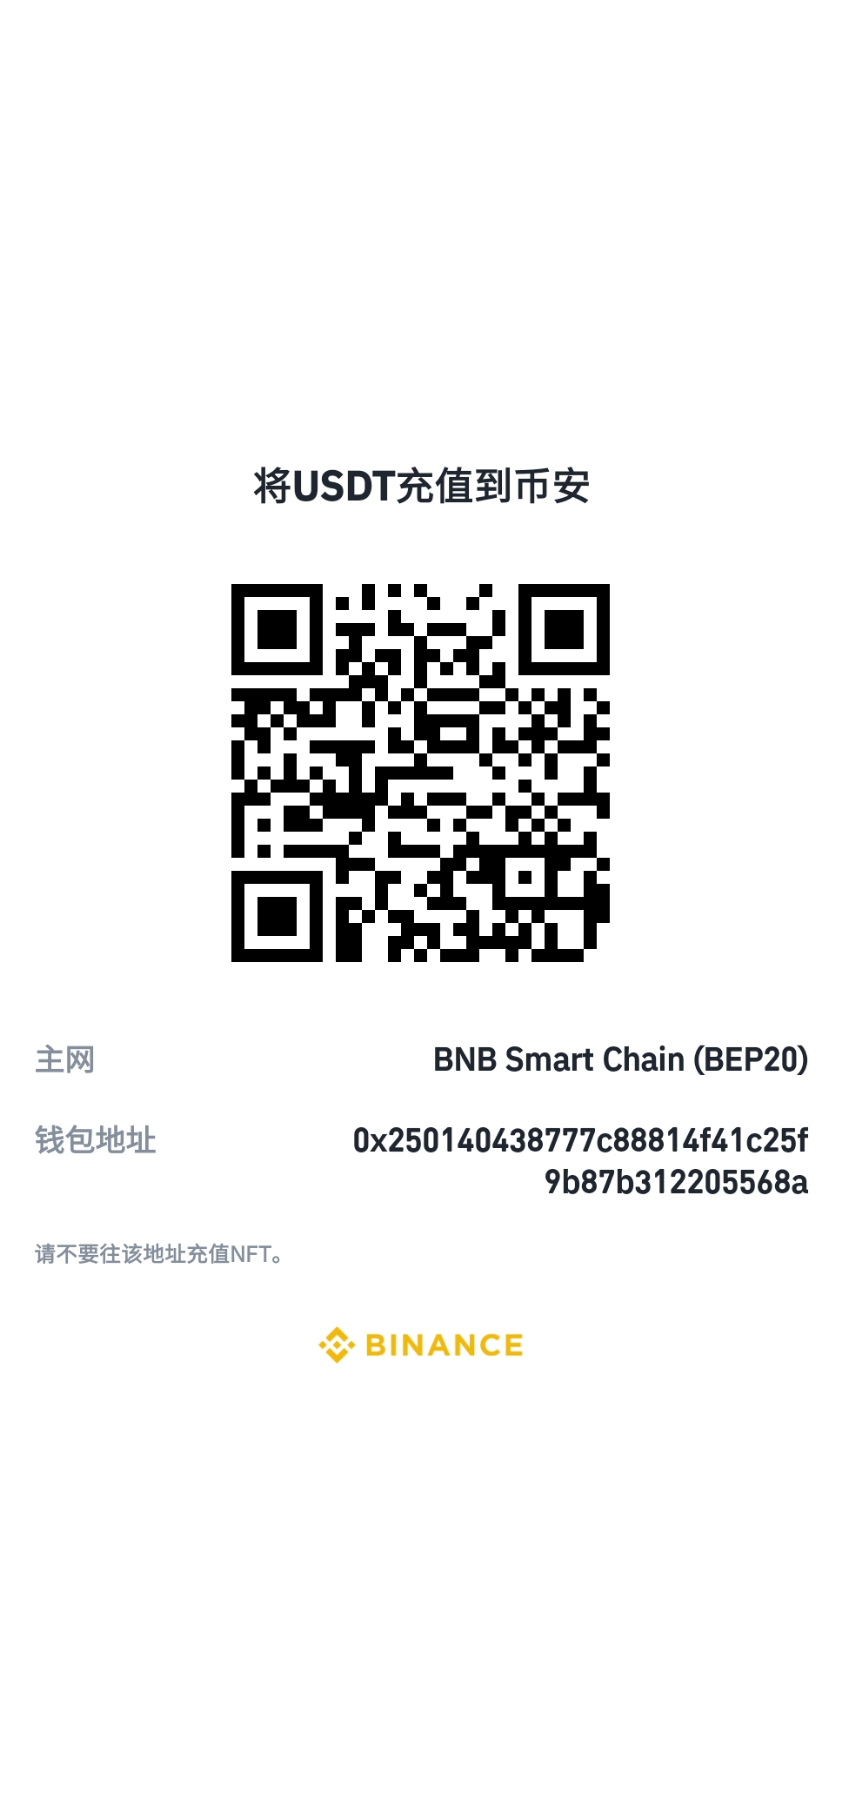 将USDT充值到币安
主网
BNB Smart Chain (BEP20)
钱包地址
0x250140438777c88814f41c25f
9b87b312205568a
请不要往该地址充值NFT。
BINANCE